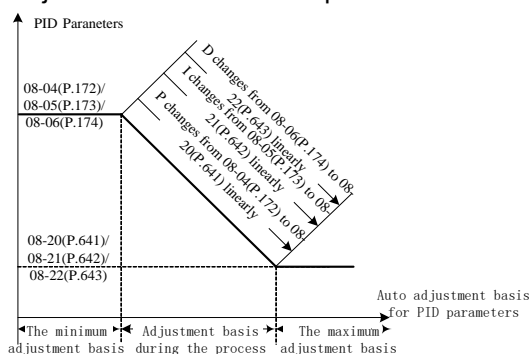 PID Paraneters
08-04(P.172)/
08-05(P.173)/
08-06(P.174)
D changes from 08-06(P.174) to 08-
22(P.643) linearly
I changes from 08-05(P.173) to 08-
21(P.642) linearly
P changes from 08-04(P.172) to 08-
20(P.641) linearly
08-20(P.641)/
08-21(P.642)/
08-22(P.643)
Auto adjustment basis
for PID parameters
The minimum
adjustment basis
Adjustment basis
during the process
The maximum
adjustment basis